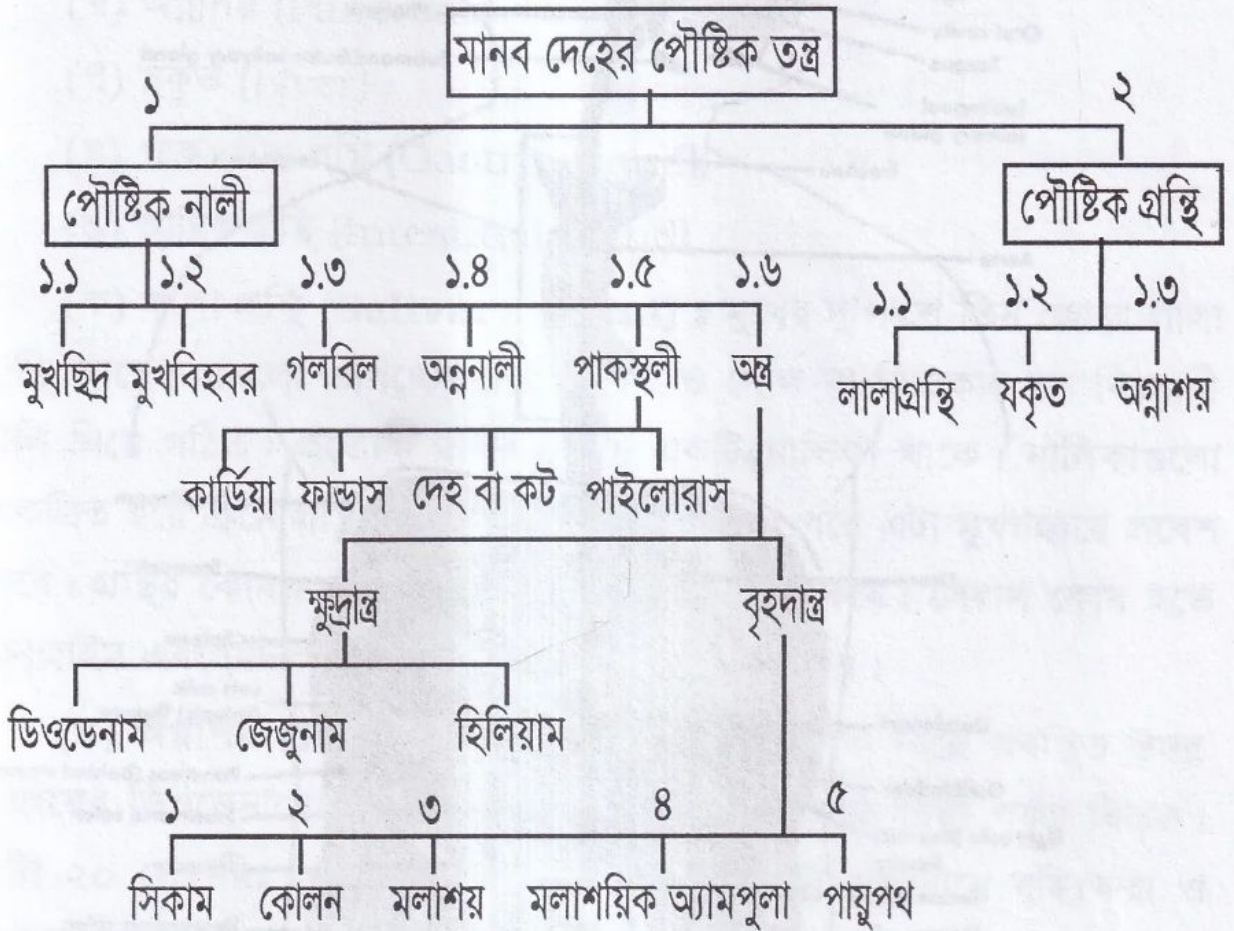 মানব দেহের পৌষ্টিক তন্ত্র
১ ২
পৌষ্টিক নালী পৌষ্টিক গ্রন্থি
১.১ ১.২ ১.৩ ১.৪ ১.৫ ১.৬ ১.১ ১.২ ১.৩
মুখছিদ্র মুখবিহবর গলবিল অন্ননালী পাকস্থলী অন্ত্র লালাগ্রন্থি যকৃত অগ্নাশয়
কার্ডিয়া ফান্ডাস দেহ বা কট পাইলোরাস
ক্ষুদ্রান্ত্র বৃহদান্ত্র
ডিওডেনাম জেজুনাম হিলিয়াম
১ ২ ৩ ৪ ৫
সিকাম কোলন মলাশয় মলাশয়িক অ্যামপুলা পায়ুপথ